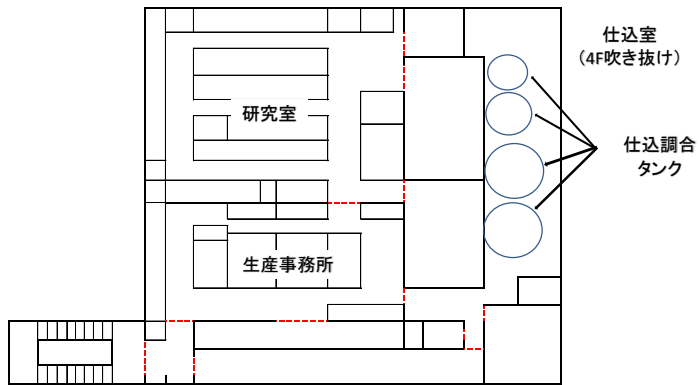 仕込室
（4F吹き抜け）
研究室
仕込調合
タンク
生産事務所